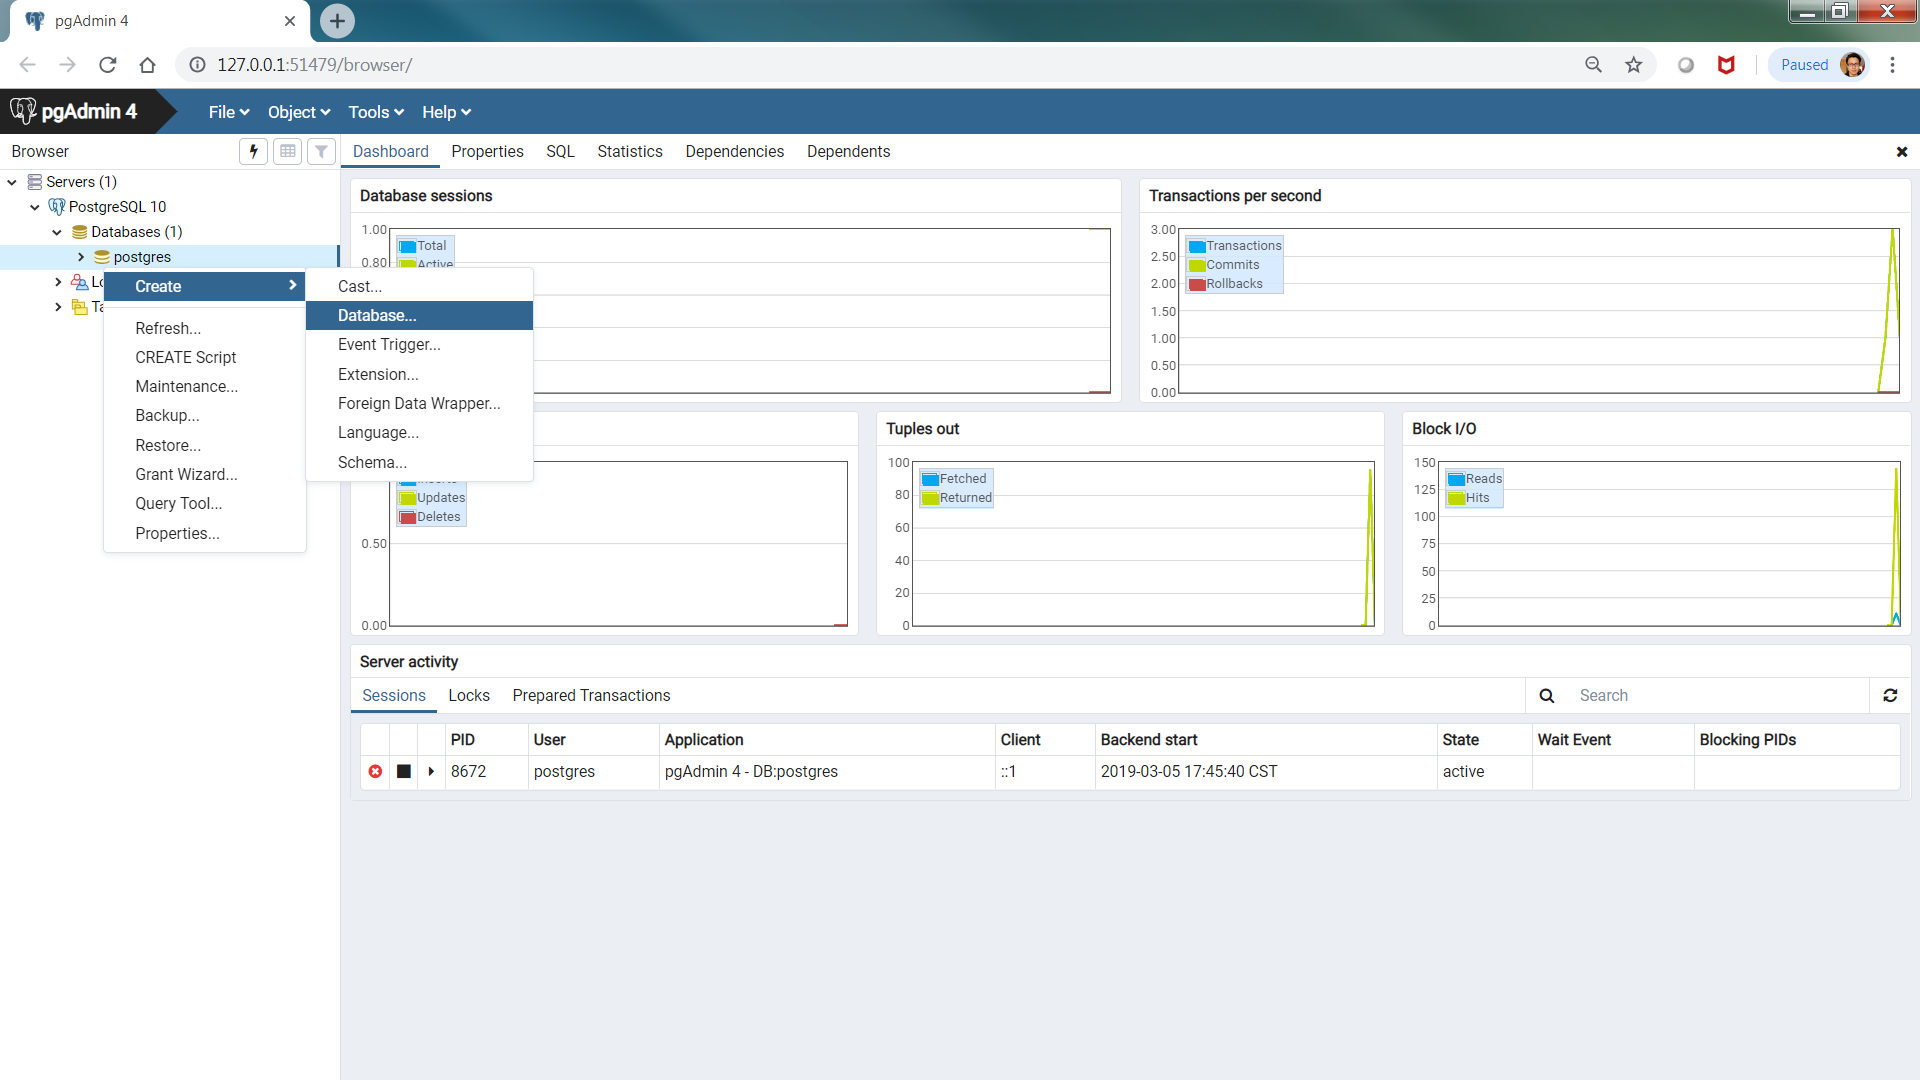 pgAdmin 4
127.0.0.1:51479/browser/
Paused
pgAdmin 4
File
Object
Tools
Help
Browser
Dashboard
Properties
SQL
Statistics
Dependencies
Dependents
Servers (1)
PostgreSQL 10
Databases (1)
postgres
Lo
Ta
Create
Refresh...
CREATE Script
Maintenance...
Backup...
Restore...
Grant Wizard...
Query Tool...
Properties...
Cast...
Database...
Event Trigger...
Extension...
Foreign Data Wrapper...
Language...
Schema...
Database sessions
1.00
0.80
Total
Active
Transactions per second
3.00
2.50
2.00
1.50
1.00
0.50
0.00
Transactions
Commits
Rollbacks
Updates
Deletes
0.50
0.00
Tuples out
100
80
60
40
20
0
Fetched
Returned
Block I/O
150
125
100
75
50
25
0
Reads
Hits
Server activity
Sessions
Locks
Prepared Transactions
Search
PID
User
Application
Client
Backend start
State
Wait Event
Blocking PIDs
8672
postgres
pgAdmin 4 - DB:postgres
::1
2019-03-05 17:45:40 CST
active